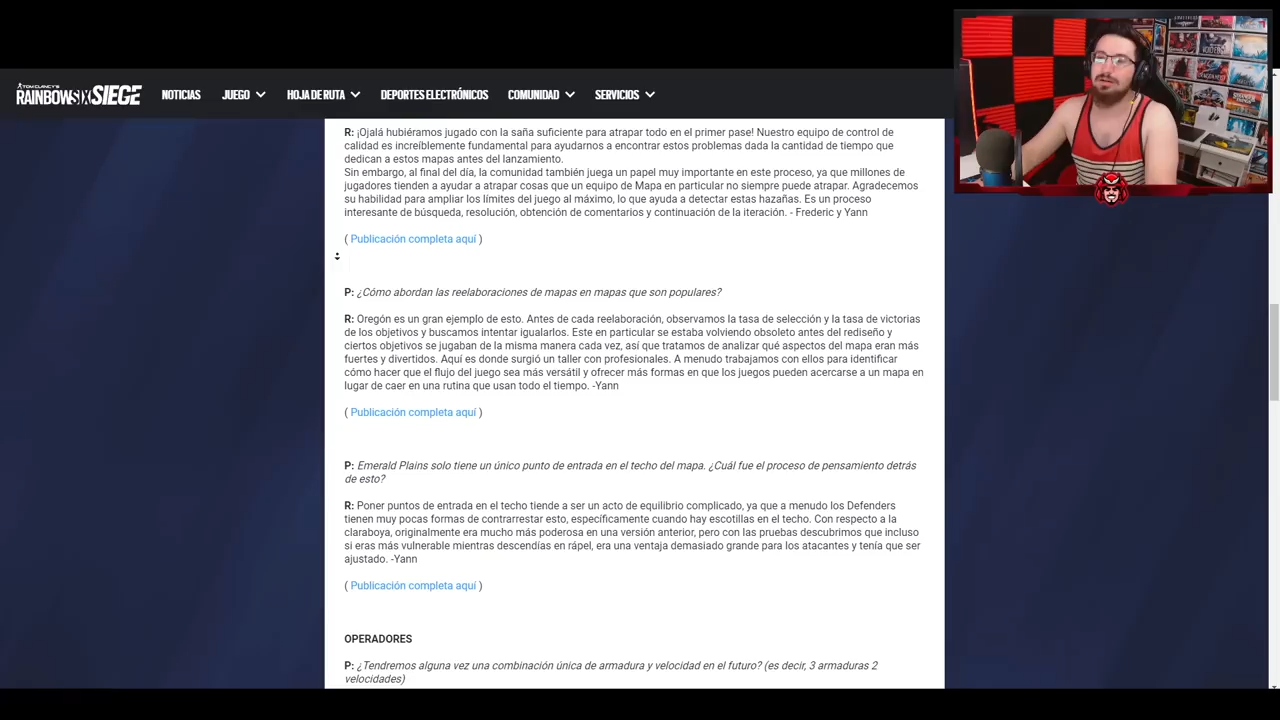 TOM CLANCY'S
RAINBOWSIXSIEGE
NOTICIAS
JUEGO
HOJA DE RUTA
DEPORTES ELECTRÓNICOS
COMUNIDAD
SERVICIOS
R: ¡Ojalá hubiéramos jugado con la saña suficiente para atrapar todo en el primer pase! Nuestro equipo de control de
calidad es increíblemente fundamental para ayudarnos a encontrar estos problemas dada la cantidad de tiempo que
dedican a estos mapas antes del lanzamiento.
Sin embargo, al final del día, la comunidad también juega un papel muy importante en este proceso, ya que millones de
jugadores tienden a ayudar a atrapar cosas que un equipo de Mapa en particular no siempre puede atrapar. Agradecemos
su habilidad para ampliar los límites del juego al máximo, lo que ayuda a detectar estas hazañas. Es un proceso
interesante de búsqueda, resolución, obtención de comentarios y continuación de la iteración. - Frederic y Yann
( Publicación completa aquí )
P: ¿Cómo abordan las reelaboraciones de mapas en mapas que son populares?
R: Oregón es un gran ejemplo de esto. Antes de cada reelaboración, observamos la tasa de selección y la tasa de victorias
de los objetivos y buscamos intentar igualarlos. Este en particular se estaba volviendo obsoleto antes del rediseño y
ciertos objetivos se jugaban de la misma manera cada vez, así que tratamos de analizar qué aspectos del mapa eran más
fuertes y divertidos. Aquí es donde surgió un taller con profesionales. A menudo trabajamos con ellos para identificar
cómo hacer que el flujo del juego sea más versátil y ofrecer más formas en que los juegos pueden acercarse a un mapa en
lugar de caer en una rutina que usan todo el tiempo. -Yann
( Publicación completa aquí )
P: Emerald Plains solo tiene un único punto de entrada en el techo del mapa. ¿Cuál fue el proceso de pensamiento detrás
de esto?
R: Poner puntos de entrada en el techo tiende a ser un acto de equilibrio complicado, ya que a menudo los Defenders
tienen muy pocas formas de contrarrestar esto, específicamente cuando hay escotillas en el techo. Con respecto a la
claraboya, originalmente era mucho más poderosa en una versión anterior, pero con las pruebas descubrimos que incluso
si eras más vulnerable mientras descendías en rápel, era una ventaja demasiado grande para los atacantes y tenía que ser
ajustado. -Yann
( Publicación completa aquí )
OPERADORES
P: ¿Tendremos alguna vez una combinación única de armadura y velocidad en el futuro? (es decir, 3 armaduras 2
velocidades)